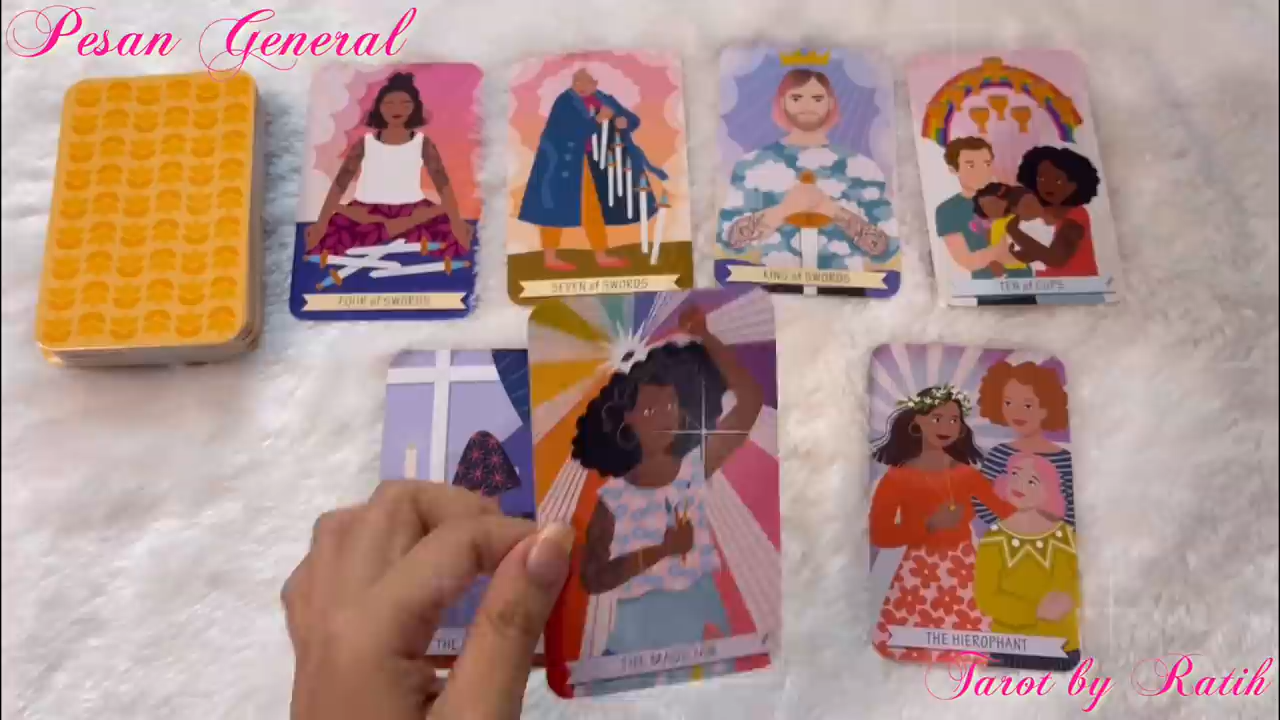 Pesan General
FOUR of SWORDS
SEVEN of SWORDS
KING of SWORDS
TEN of CUPS
THE
THE MAGICIAN
THE HIEROPHANT
Tarot by Ratih